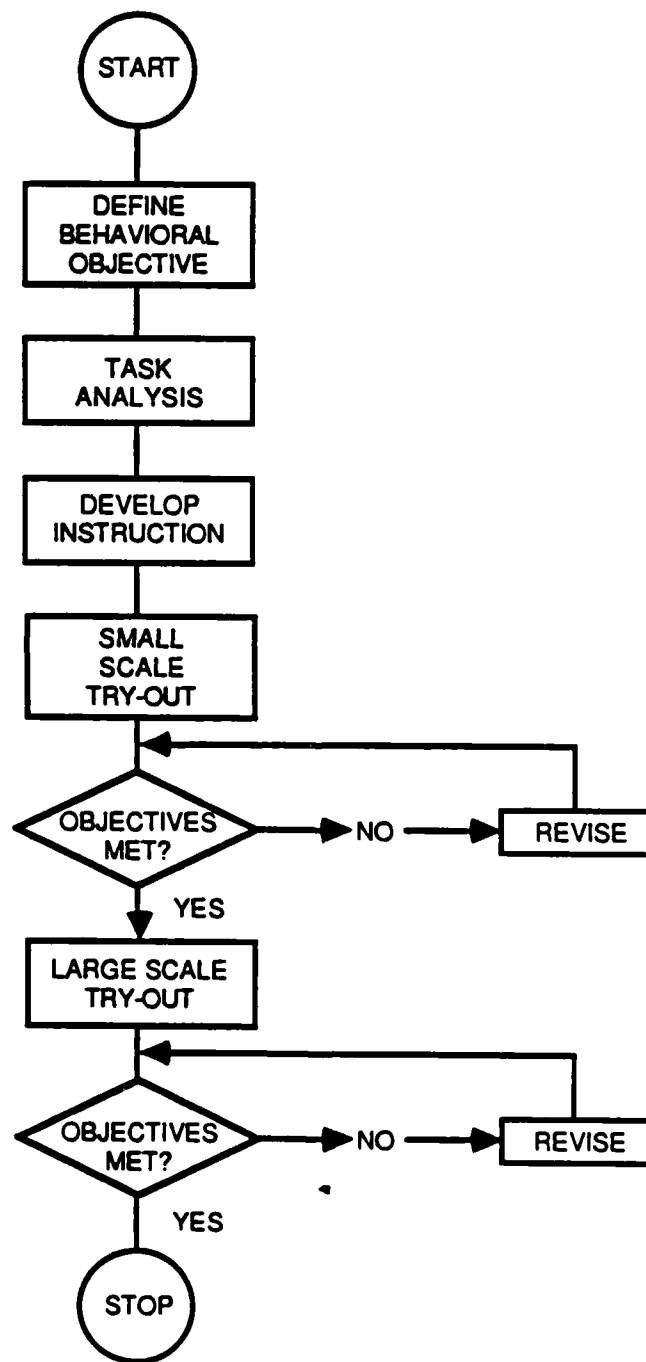 START
DEFINE
BEHAVIORAL
OBJECTIVE
TASK
ANALYSIS
DEVELOP
INSTRUCTION
SMALL
SCALE
TRY-OUT
OBJECTIVES
MET?
NO
REVISE
YES
LARGE SCALE
TRY-OUT
OBJECTIVES
MET?
NO
REVISE
YES
STOP